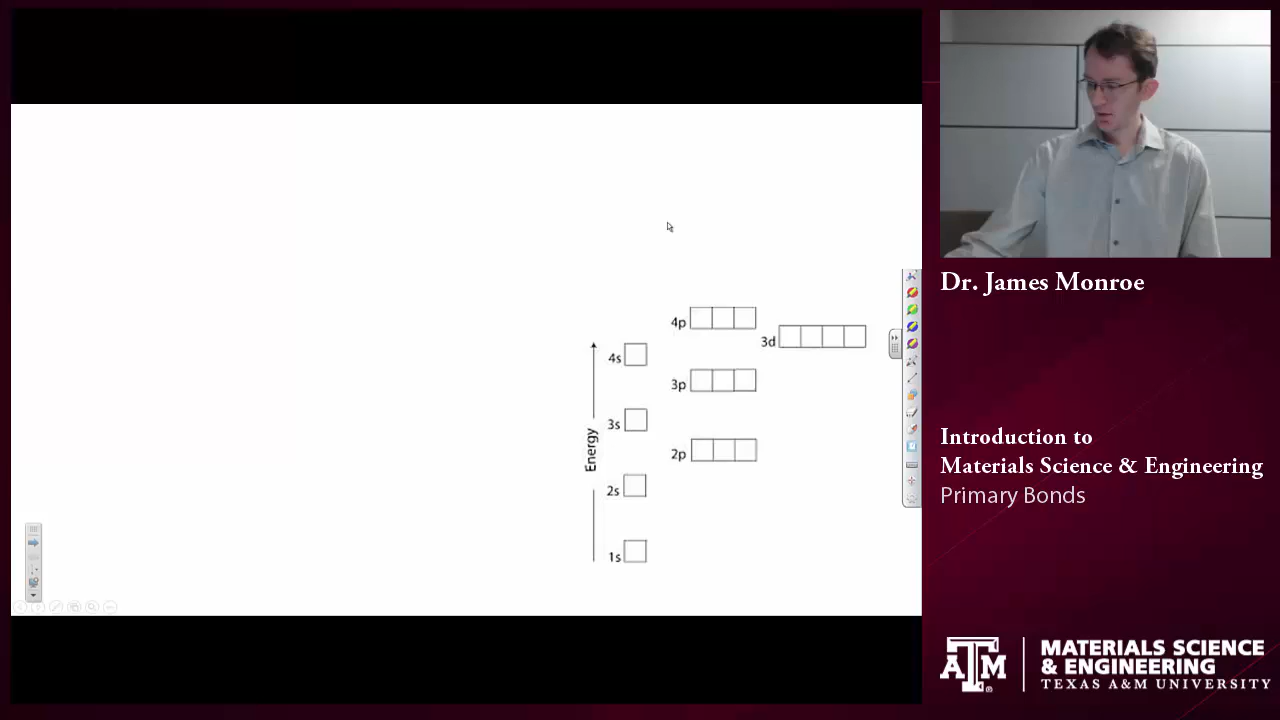 4p
3d
4s
3p
3s
Energy
2p
2s
1s
Dr. James Monroe
Introduction to
Materials Science & Engineering
Primary Bonds
ATM
MATERIALS SCIENCE
& ENGINEERING
TEXAS A&M UNIVERSITY